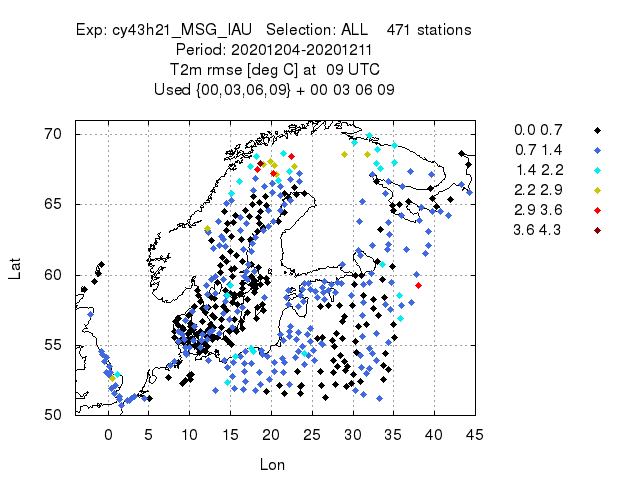 Exp: cy43h21_MSG_IAU Selection: ALL 471 stations
Period: 20201204-20201211
T2m rmse [deg C] at 09 UTC
Used {00,03,06,09} + 00 03 06 09
0.0 0.7
0.7 1.4
1.4 2.2
2.2 2.9
2.9 3.6
3.6 4.3
70
65
60
55
50
Lat
0 5 10 15 20 25 30 35 40 45
Lon